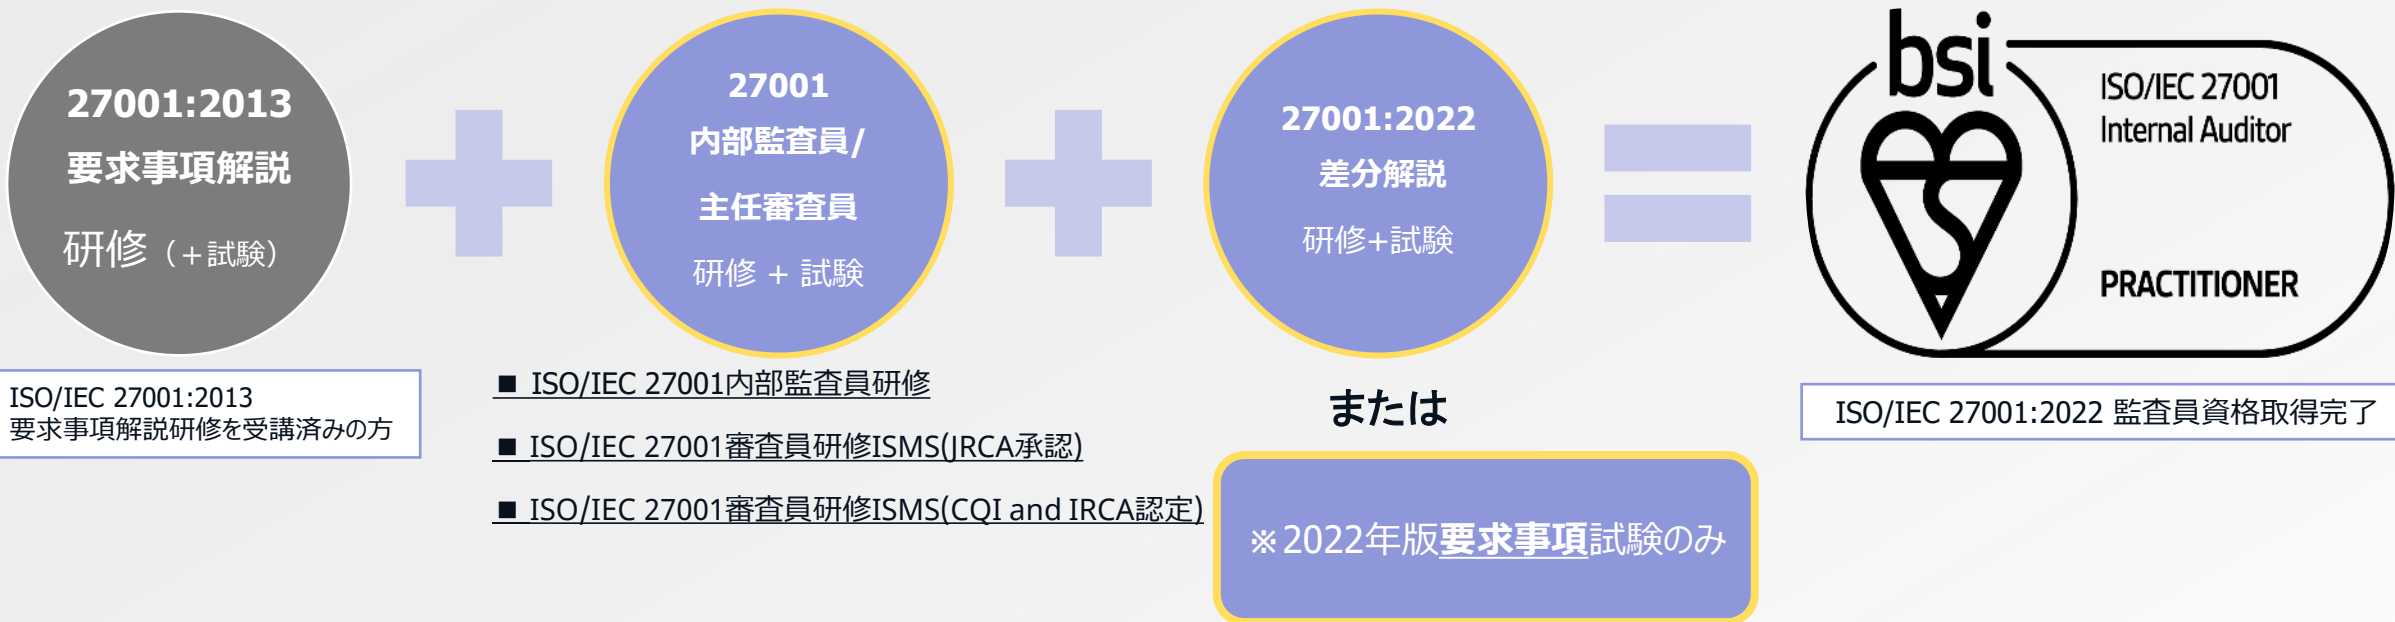 27001:2013
要求事項解説
研修（+試験）
ISO/IEC 27001:2013
要求事項解説研修を受講済みの方
27001
内部監査員/
主任審査員
研修 + 試験
■ ISO/IEC 27001内部監査員研修
■ ISO/IEC 27001審査員研修ISMS(JRCA承認)
■ ISO/IEC 27001審査員研修ISMS(CQI and IRCA認定)
27001:2022
差分解説
研修+試験
または
※2022年版要求事項試験のみ
bsi
ISO/IEC 27001
Internal Auditor
PRACTITIONER
ISO/IEC 27001:2022 監査員資格取得完了